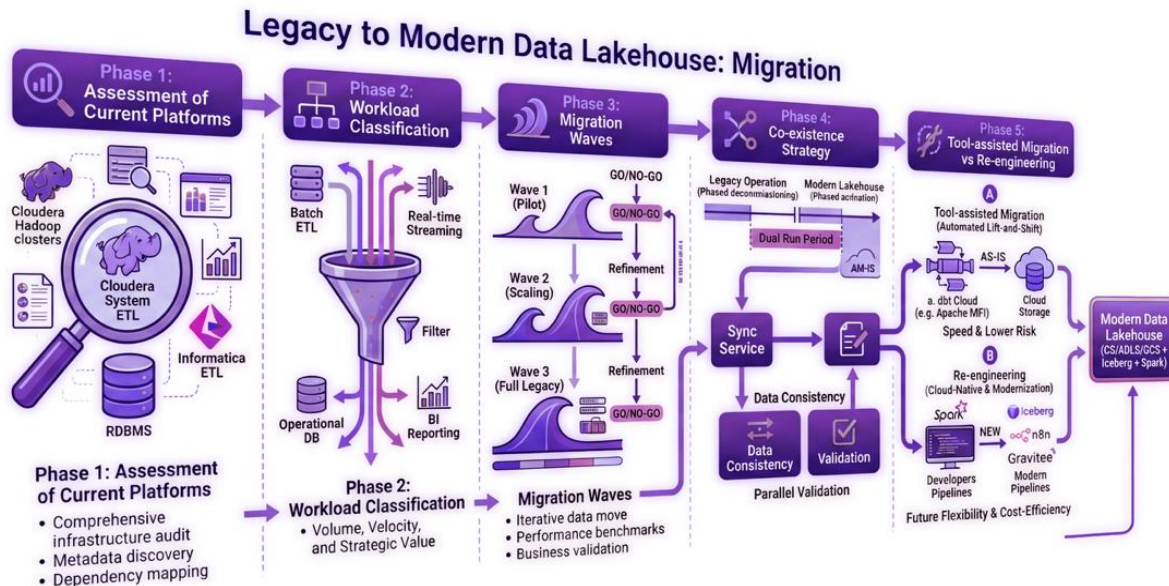 Legacy to Modern Data Lakehouse: Migration
Phase 1:
Assessment of
Current Platforms
Cloudera
Hadoop
clusters
Cloudera
System
ETL
Informatica
ETL
RDBMS
Phase 1: Assessment
of Current Platforms
• Comprehensive
infrastructure audit
• Metadata discovery
• Dependency mapping
Phase 2:
Workload
Classification
Batch
ETL
Real-time
Streaming
Filter
Operational
DB
BI
Reporting
Phase 2:
Workload Classification
• Volume, Velocity,
and Strategic Value
Phase 3:
Migration
Waves
Wave 1
(Pilot)
Wave 2
(Scaling)
Wave 3
(Full Legacy)
GO/NO-GO
GO/NO-GO
Refinement
GO/NO-GO
Refinement
GO/NO-GO
Migration Waves
• Iterative data move
• Performance benchmarks
• Business validation
Phase 4:
Co-existence
Strategy
Legacy Operation
(Phased deconmiasloning)
Modern Lakehouse
(Phased acrination)
Dual Run Period
AM-IS
Sync
Service
Data Consistency
Data
Consistency
Validation
Parallel Validation
Phase 5:
Tool-assisted Migration
vs Re-engineering
A
Tool-assisted Migration
(Automated Lift-and-Shift)
AS-IS
a. dbt Cloud
(e.g. Apache MFI)
Cloud
Storage
Speed & Lower Risk
B
Re-engineering
(Cloud-Native & Modernization)
Spark
Iceberg
NEW
n8n
Gravitee
Developers
Pipelines
Modern
Pipelines
Future Flexibility & Cost-Efficiency
Modern Data
Lakehouse
(CS/ADLS/GCS +
Iceberg + Spark)